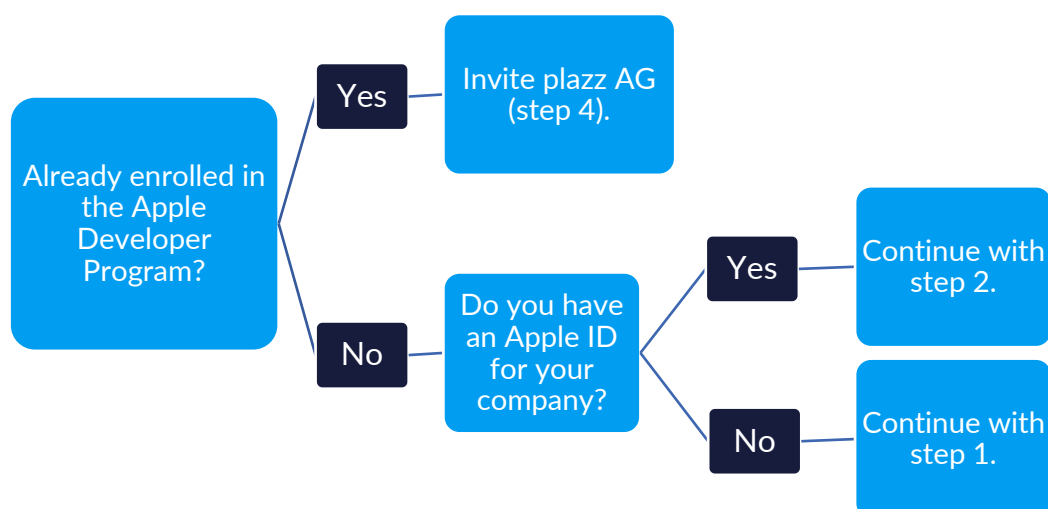 Already enrolled in
the Apple
Developer
Program?
Yes
Invite plazz AG
(step 4).
No
Do you have
an Apple ID
for your
company?
Yes
Continue with
step 2.
No
Continue with
step 1.